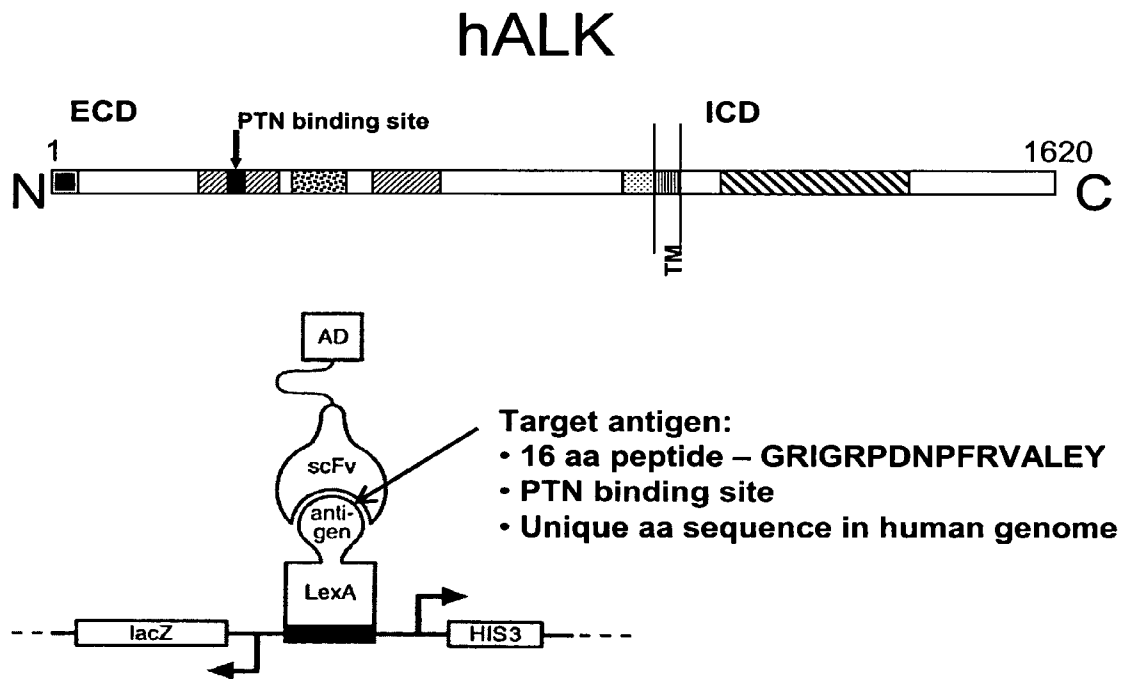 hALK
ECD
PTN binding site
ICD
1
1620
N
C
TM
AD
scFv
anti-
gen
LexA
lacZ
HIS3
Target antigen:
• 16 aa peptide – GRIGRPDNPFRVALEY
• PTN binding site
• Unique aa sequence in human genome